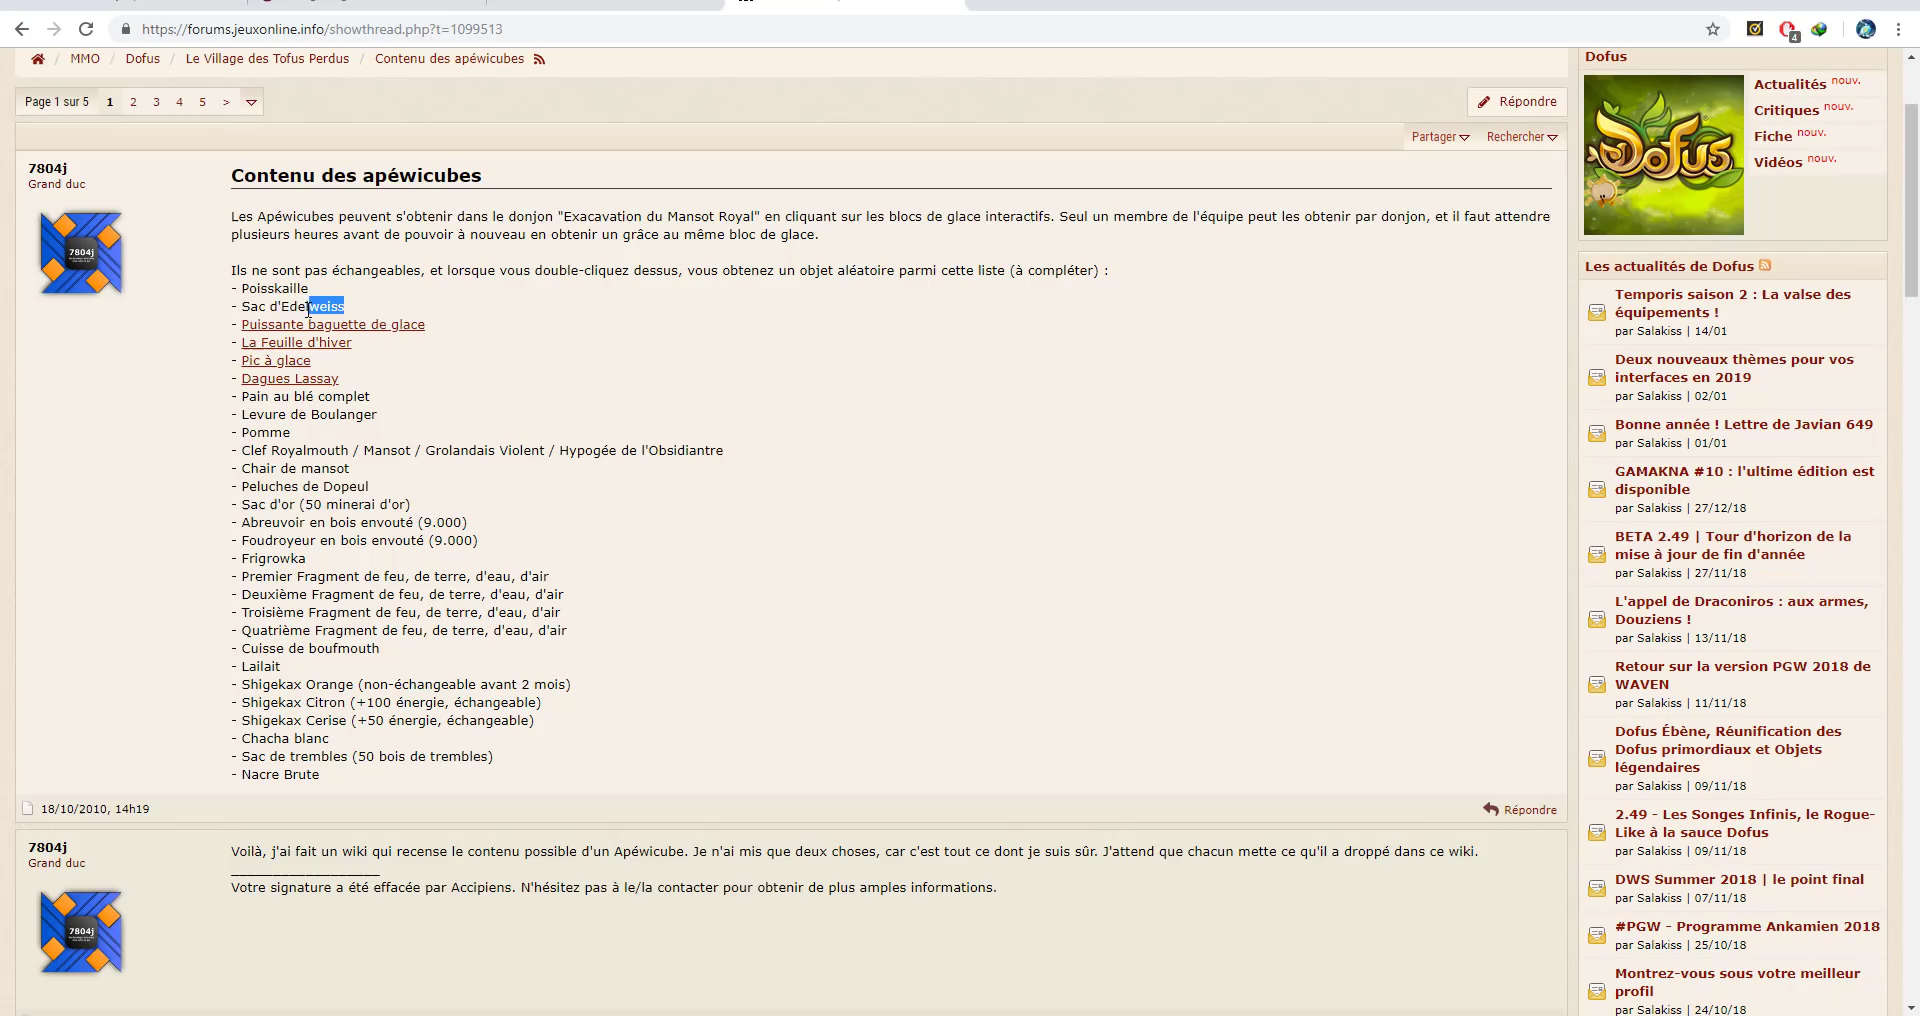 https://forums.jeuxonline.info/showthread.php?t=1099513
4
/ MMO / Dofus / Le Village des Tofus Perdus / Contenu des apéwicubes
Page 1 sur 5 1 2 3 4 5 >
Répondre
Partager Rechercher
7804j
Grand duc
7804j
Contenu des apéwicubes
Les Apéwicubes peuvent s'obtenir dans le donjon "Exacavation du Mansot Royal" en cliquant sur les blocs de glace interactifs. Seul un membre de l'équipe peut les obtenir par donjon, et il faut attendre
plusieurs heures avant de pouvoir à nouveau en obtenir un grâce au même bloc de glace.
Ils ne sont pas échangeables, et lorsque vous double-cliquez dessus, vous obtenez un objet aléatoire parmi cette liste (à compléter) :
- Poisskaille
- Sac d'Edelweiss
- Puissante baguette de glace
- La Feuille d'hiver
- Pic à glace
- Dagues Lassay
- Pain au blé complet
- Levure de Boulanger
- Pomme
- Clef Royalmouth / Mansot / Grolandais Violent / Hypogée de l'Obsidiantre
- Chair de mansot
- Peluches de Dopeul
- Sac d'or (50 minerai d'or)
- Abreuvoir en bois envouté (9.000)
- Foudroyeur en bois envouté (9.000)
- Frigrowka
- Premier Fragment de feu, de terre, d'eau, d'air
- Deuxième Fragment de feu, de terre, d'eau, d'air
- Troisième Fragment de feu, de terre, d'eau, d'air
- Quatrième Fragment de feu, de terre, d'eau, d'air
- Cuisse de boufmouth
- Lailait
- Shigekax Orange (non-échangeable avant 2 mois)
- Shigekax Citron (+100 énergie, échangeable)
- Shigekax Cerise (+50 énergie, échangeable)
- Chacha blanc
- Sac de trembles (50 bois de trembles)
- Nacre Brute
18/10/2010, 14h19
Répondre
7804j
Grand duc
7804j
Voilà, j'ai fait un wiki qui recense le contenu possible d'un Apéwicube. Je n'ai mis que deux choses, car c'est tout ce dont je suis sûr. J'attend que chacun mette ce qu'il a droppé dans ce wiki.
Votre signature a été effacée par Accipiens. N'hésitez pas à le/la contacter pour obtenir de plus amples informations.
Dofus
DOFUS
Actualités nouv.
Critiques nouv.
Fiche nouv.
Vidéos nouv.
Les actualités de Dofus
Temporis saison 2 : La valse des
équipements !
par Salakiss | 14/01
Deux nouveaux thèmes pour vos
interfaces en 2019
par Salakiss | 02/01
Bonne année ! Lettre de Javian 649
par Salakiss | 01/01
GAMAKNA #10 : l'ultime édition est
disponible
par Salakiss | 27/12/18
BETA 2.49 | Tour d'horizon de la
mise à jour de fin d'année
par Salakiss | 27/11/18
L'appel de Draconiros : aux armes,
Douziens !
par Salakiss | 13/11/18
Retour sur la version PGW 2018 de
WAVEN
par Salakiss | 11/11/18
Dofus Ébène, Réunification des
Dofus primordiaux et Objets
légendaires
par Salakiss | 09/11/18
2.49 - Les Songes Infinis, le Rogue-
Like à la sauce Dofus
par Salakiss | 09/11/18
DWS Summer 2018 | le point final
par Salakiss | 07/11/18
#PGW - Programme Ankamien 2018
par Salakiss | 25/10/18
Montrez-vous sous votre meilleur
profil
par Salakiss | 24/10/18